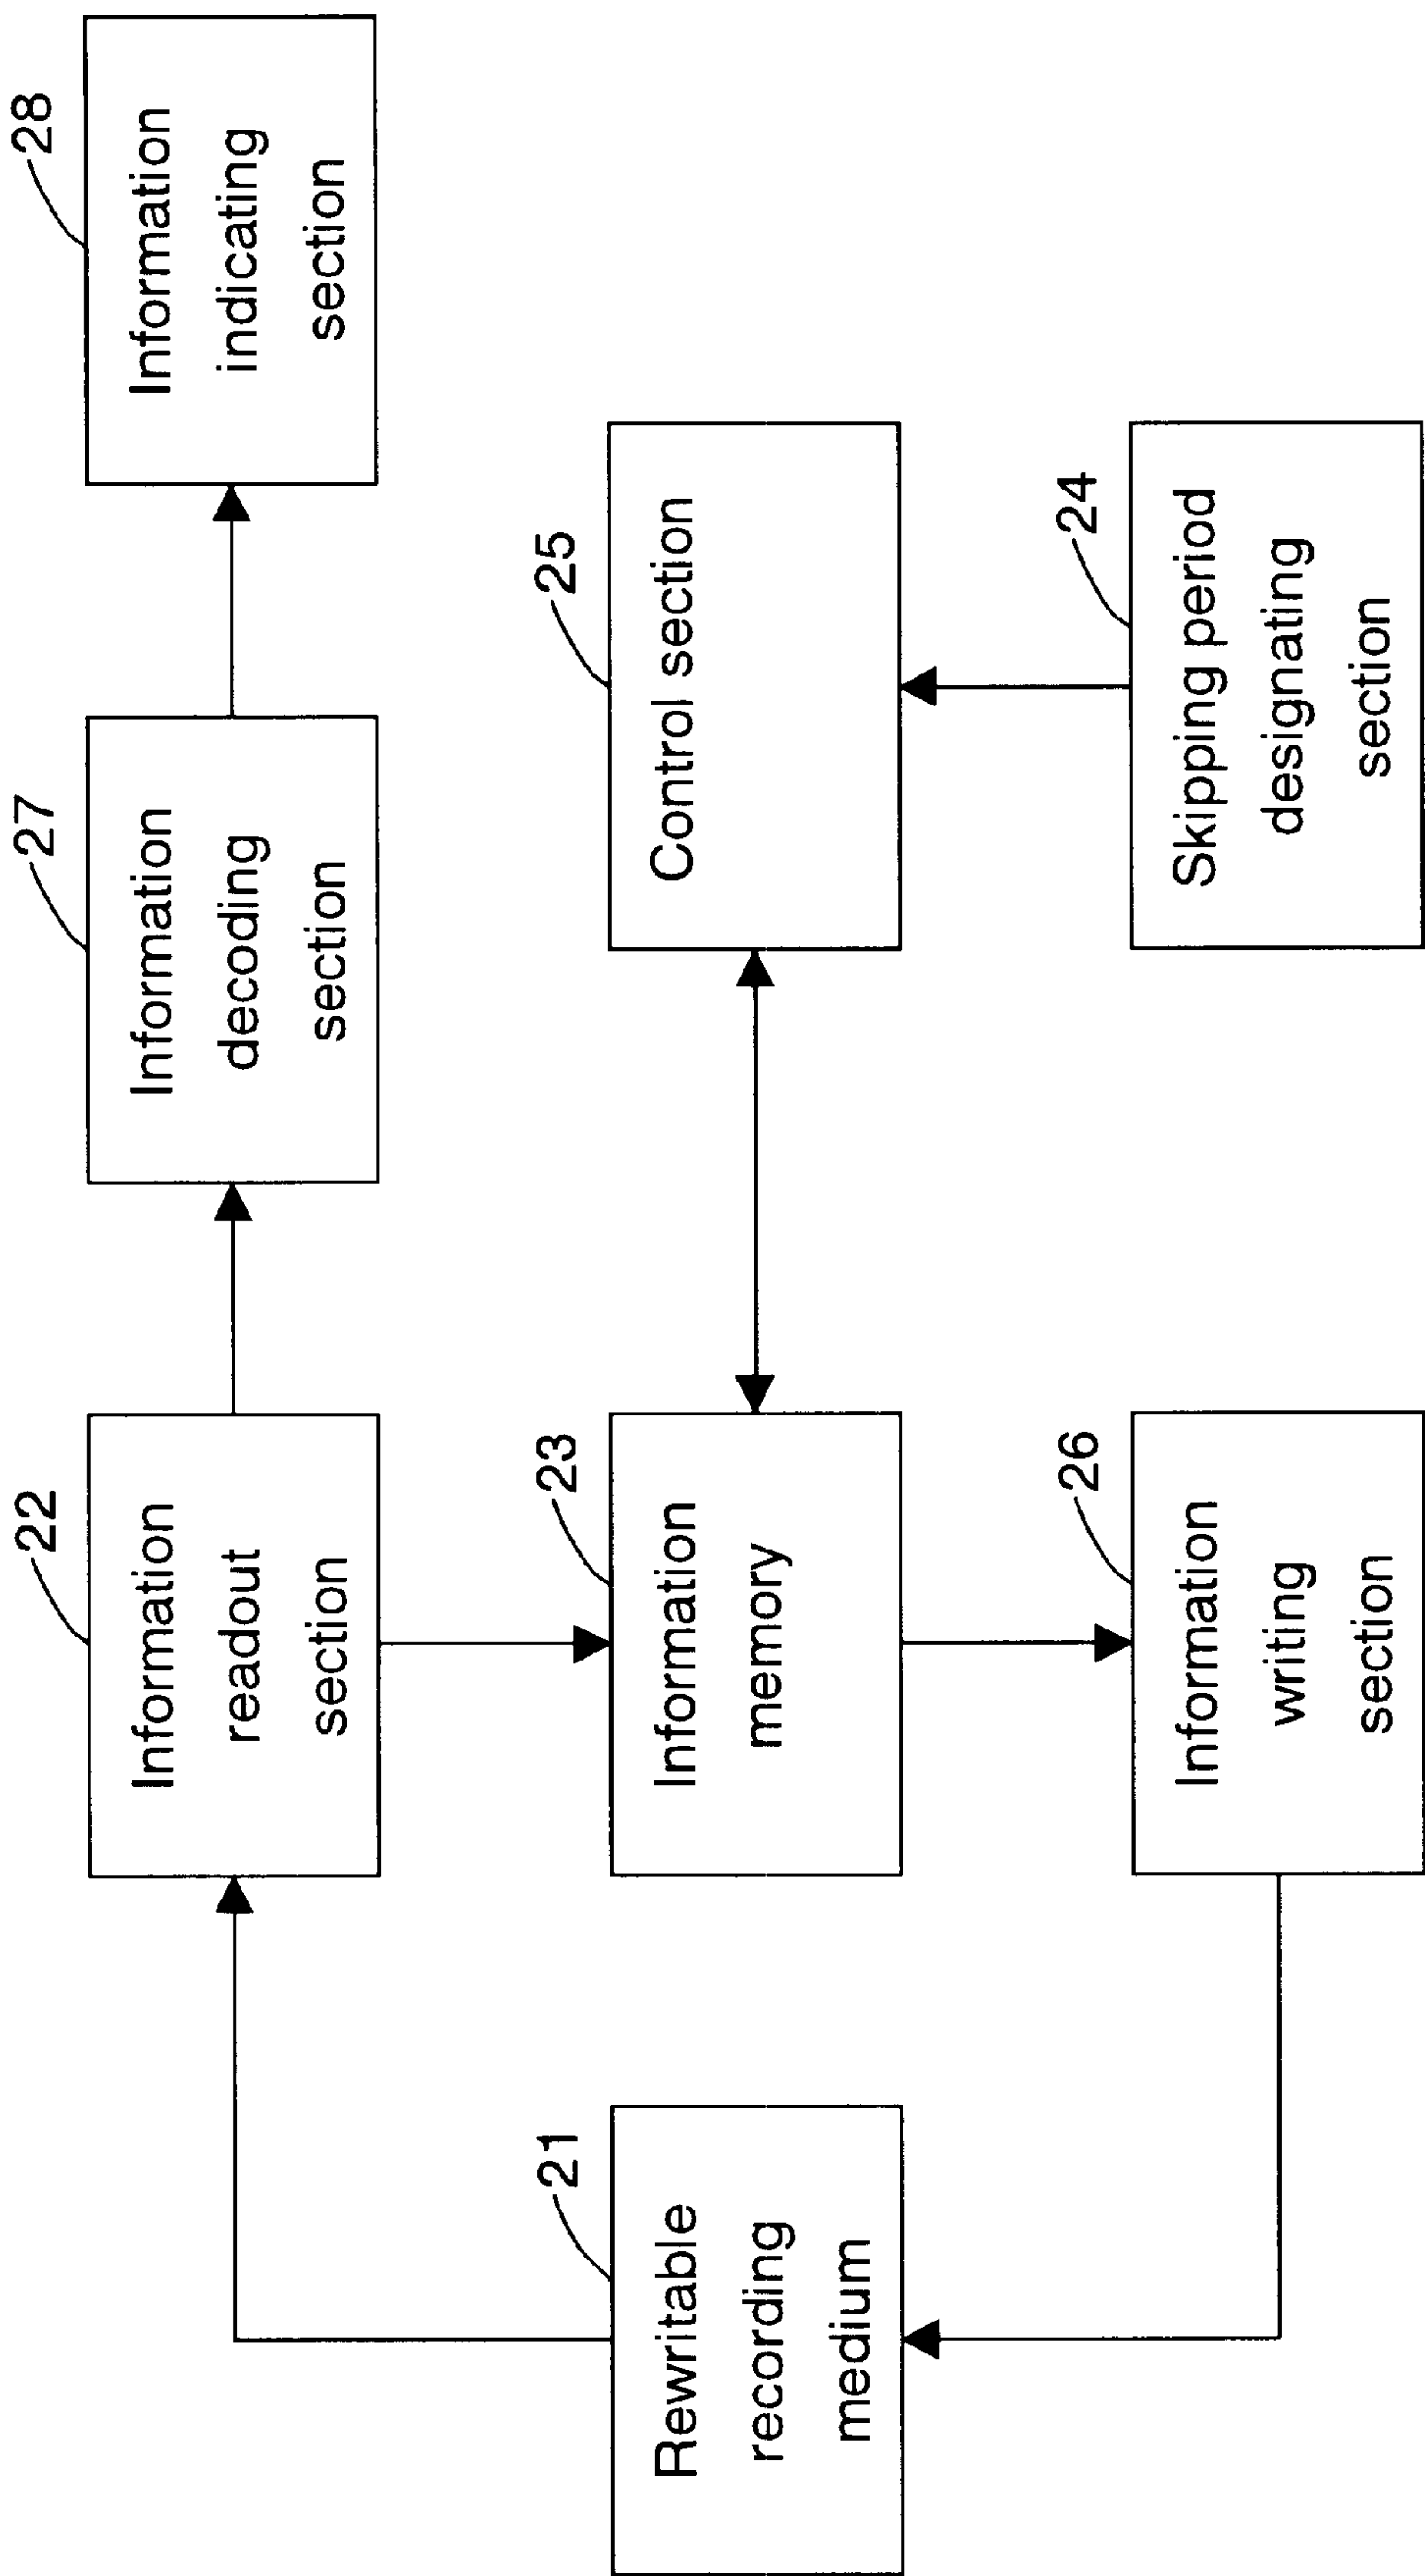 22
Information
readout
section
27
Information
decoding
section
28
Information
indicating
section
21
Rewritable
recording
medium
23
Information
memory
25
Control section
26
Information
writing
section
24
Skipping period
designating
section